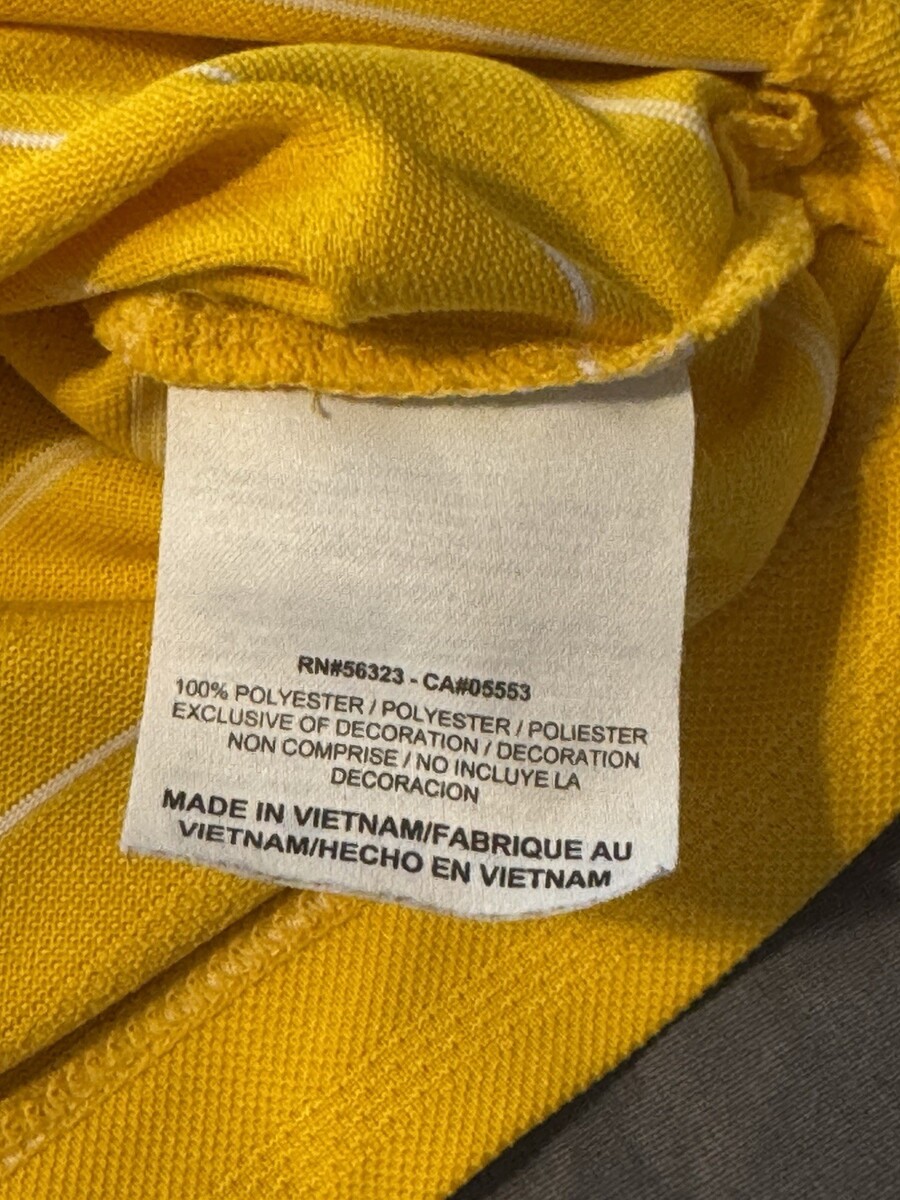 RN#56323 - CA#05553
100% POLYESTER / POLYESTER / POLIESTER
EXCLUSIVE OF DECORATION / DECORATION
NON COMPRISE / NO INCLUYE LA
DECORACION
MADE IN VIETNAM/FABRIQUE AU
VIETNAM/HECHO EN VIETNAM